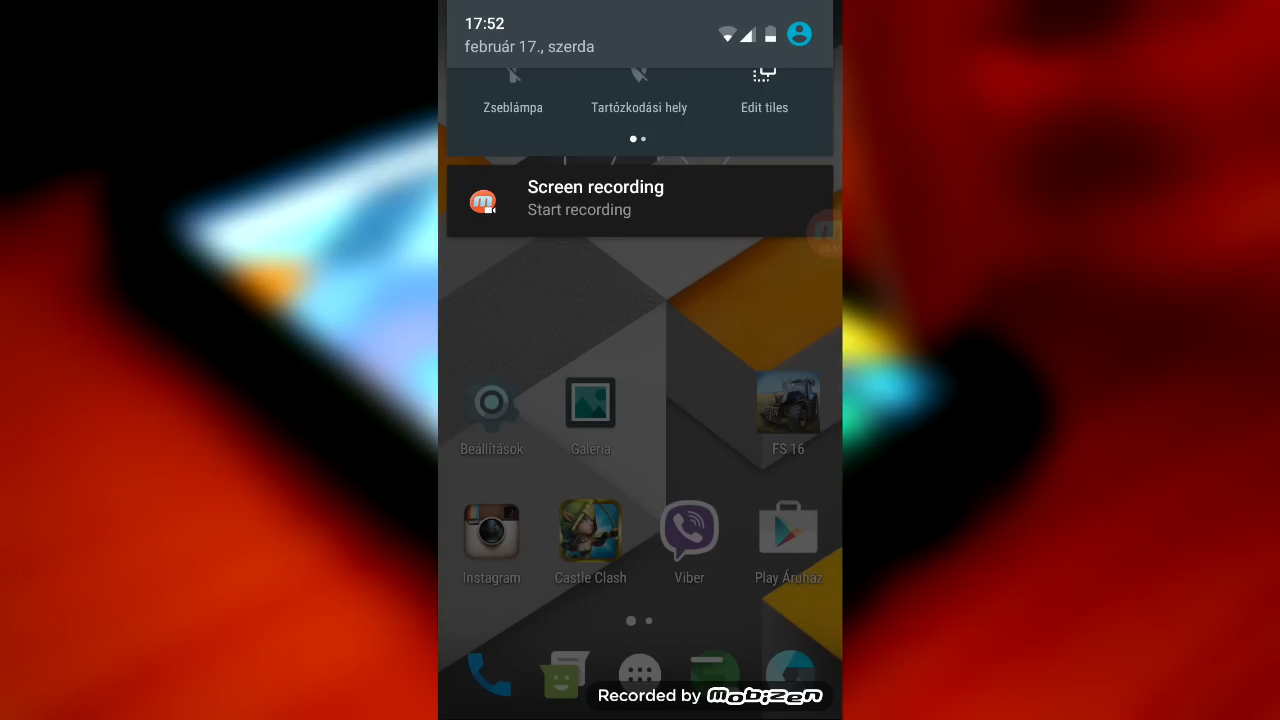 17:52
február 17., szerda
Zseblámpa
Tartózkodási hely
Edit tiles
Screen recording
Start recording
Beállítások
Galéria
FS 16
Instagram
Castle Clash
Viber
Play Áruház
Recorded by mobizen